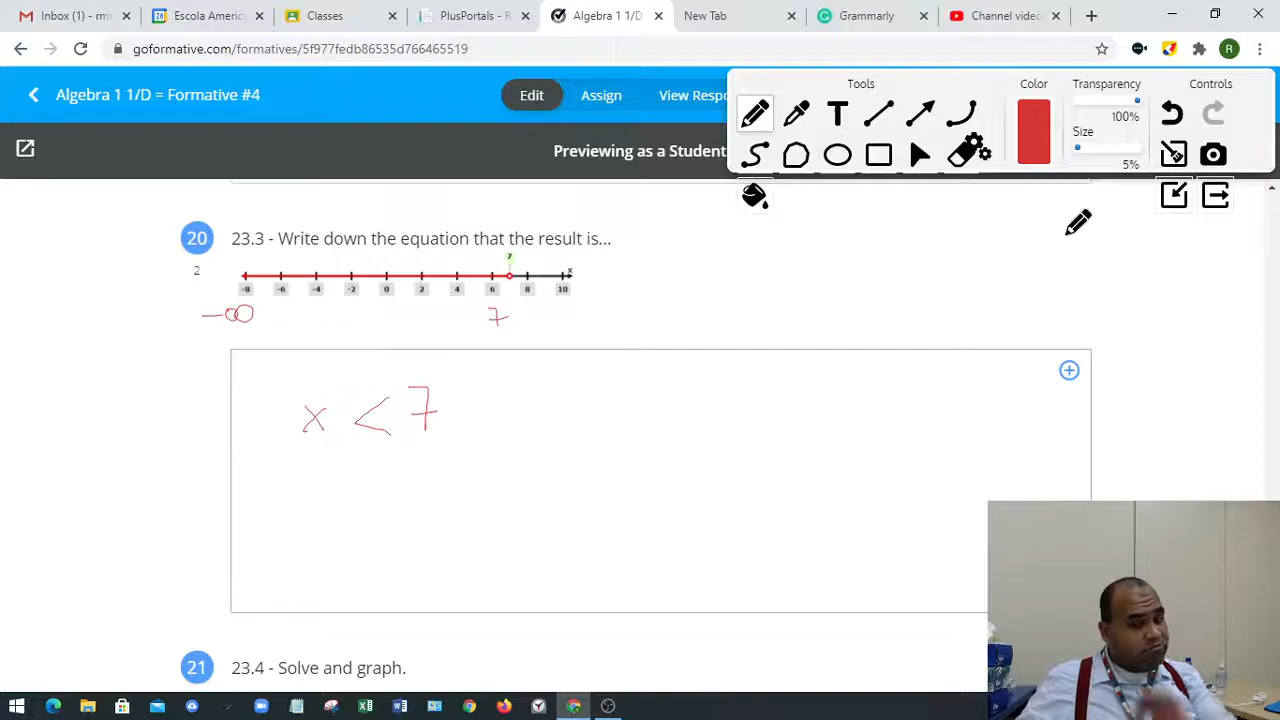 Inbox (1) - rmi
Escola America
Classes
PlusPortals - R
Algebra 1 1/D
New Tab
Grammarly
Channel video
goformative.com/formatives/5f977fedb86535d766465519
R
Algebra 1 1/D = Formative #4
Edit
Assign
View Respo
Tools
Color
Transparency
Controls
100%
Size
5%
Previewing as a Student
20
23.3 - Write down the equation that the result is...
2
7
x
-8 -6 -4 -2 0 2 4 6 8 10
-∞ 7
x < 7
21
23.4 - Solve and graph.